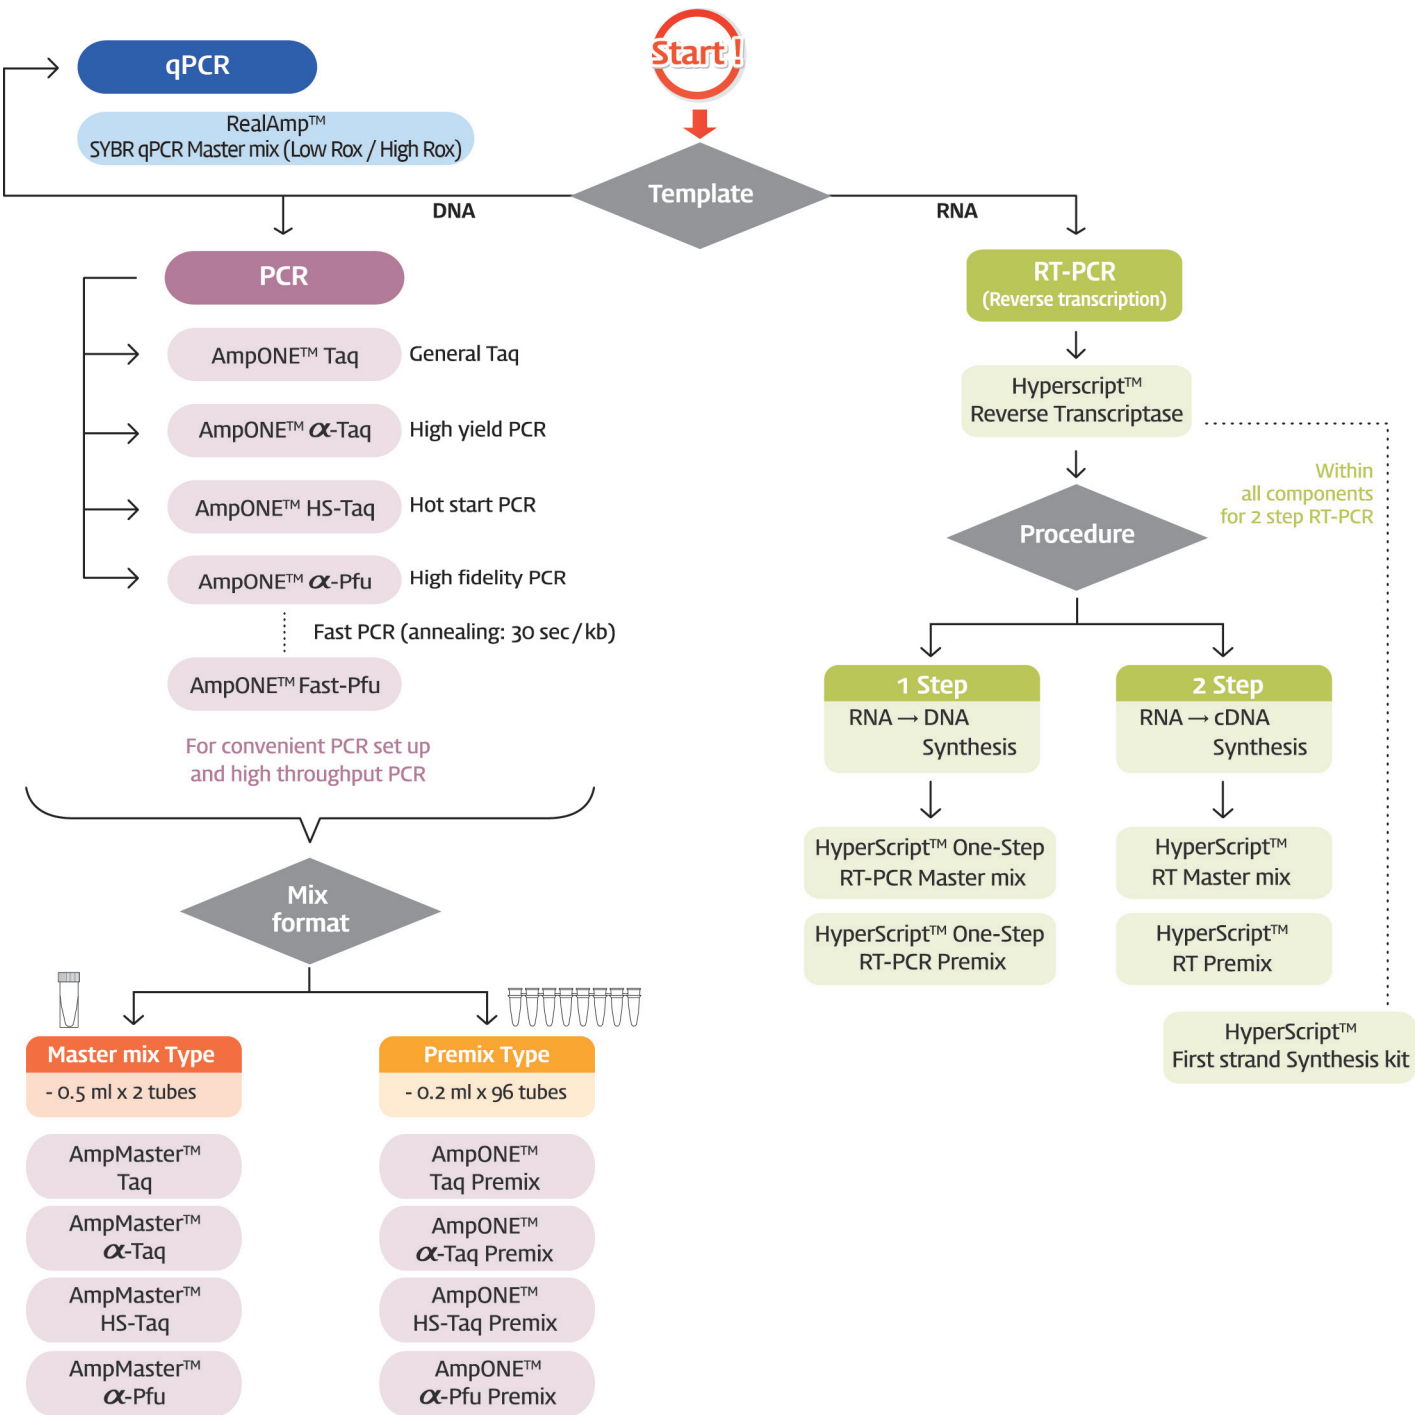 Start !
qPCR
RealAmp™
SYBR qPCR Master mix (Low Rox / High Rox)
Template
DNA
RNA
PCR
AmpONE™ Taq
General Taq
AmpONE™ α-Taq
High yield PCR
AmpONE™ HS-Taq
Hot start PCR
AmpONE™ α-Pfu
High fidelity PCR
Fast PCR (annealing: 30 sec/kb)
AmpONE™ Fast-Pfu
For convenient PCR set up
and high throughput PCR
Mix
format
Master mix Type
- 0.5 ml x 2 tubes
AmpMaster™
Taq
AmpMaster™
α-Taq
AmpMaster™
HS-Taq
AmpMaster™
α-Pfu
Premix Type
- 0.2 ml x 96 tubes
AmpONE™
Taq Premix
AmpONE™
α-Taq Premix
AmpONE™
HS-Taq Premix
AmpONE™
α-Pfu Premix
RT-PCR
(Reverse transcription)
Hyperscript™
Reverse Transcriptase
Within
all components
for 2 step RT-PCR
Procedure
1 Step
RNA → DNA
Synthesis
HyperScript™ One-Step
RT-PCR Master mix
HyperScript™ One-Step
RT-PCR Premix
2 Step
RNA → cDNA
Synthesis
HyperScript™
RT Master mix
HyperScript™
RT Premix
HyperScript™
First strand Synthesis kit